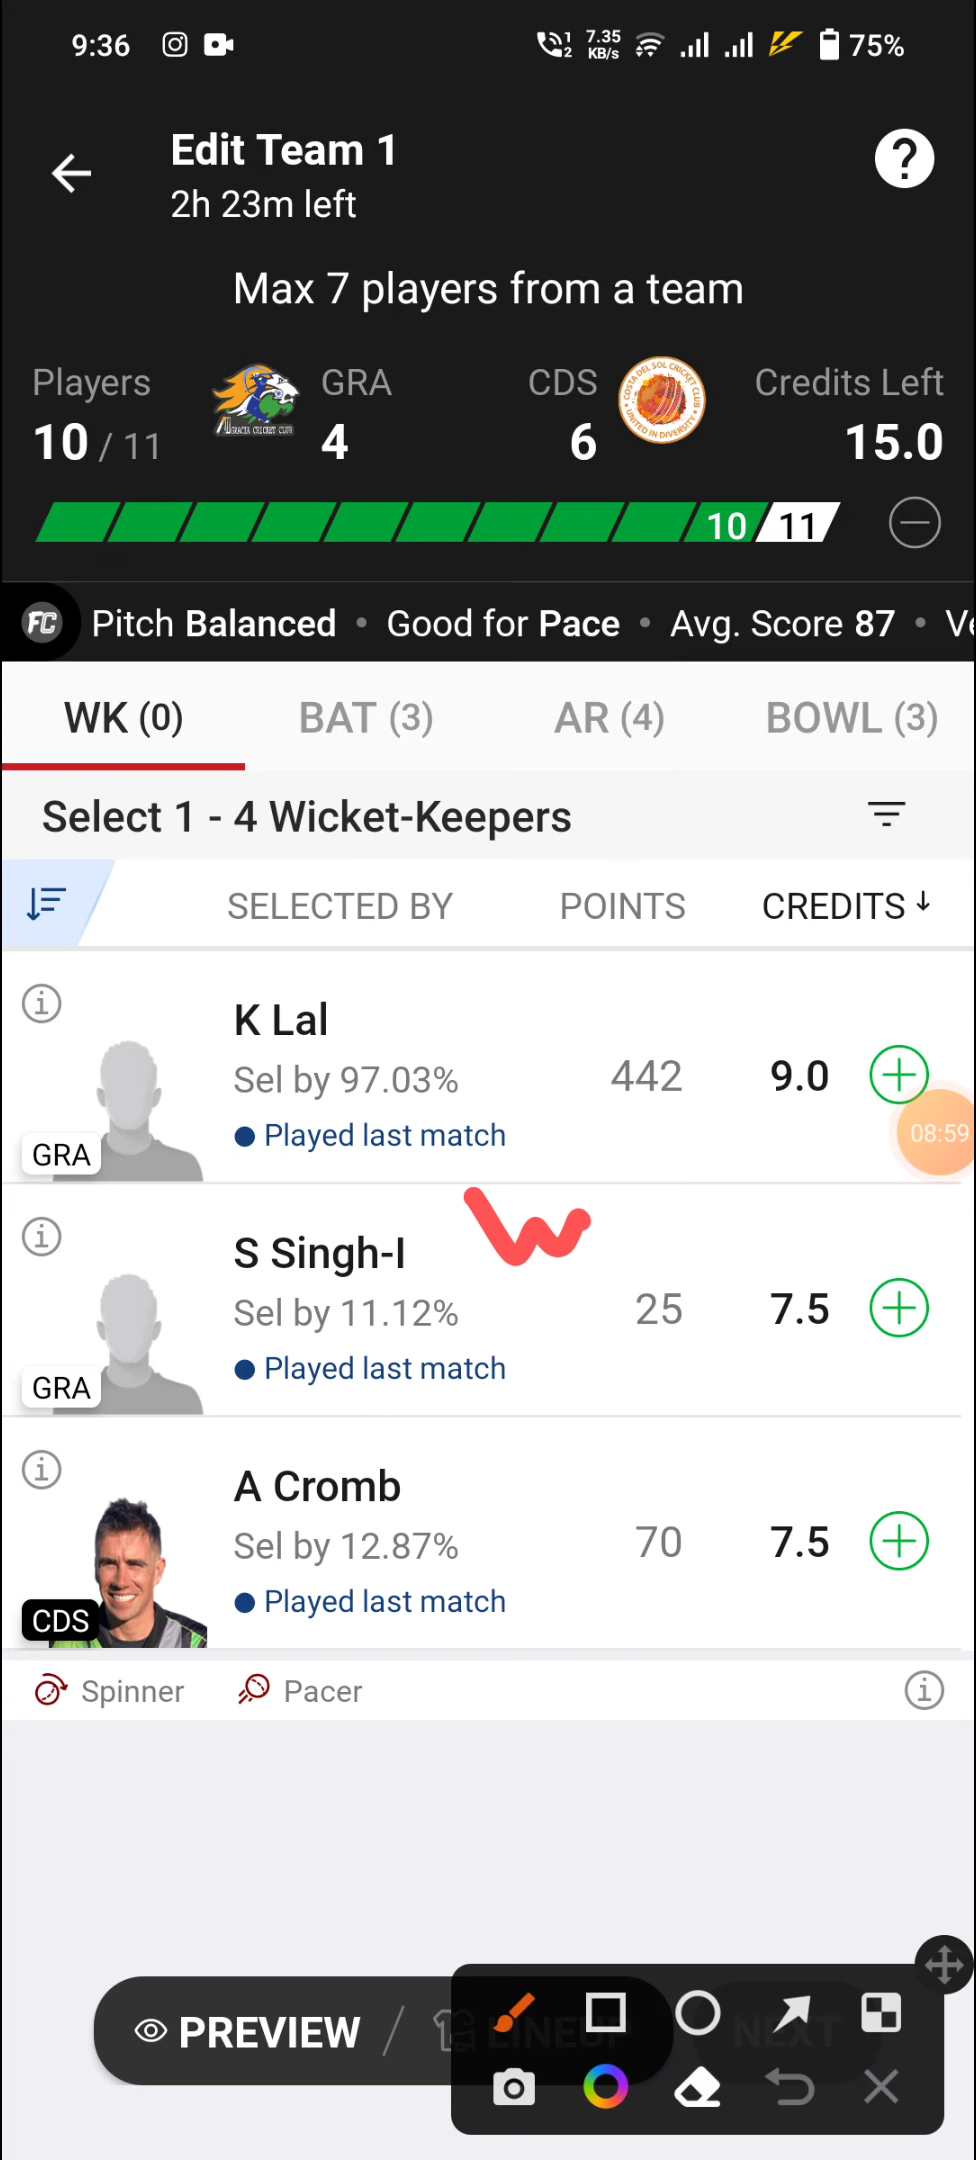 9:36 7.35 KB/s 75%
Edit Team 1
2h 23m left
Max 7 players from a team
Players GRA CDS Credits Left
10 / 11 4 6 15.0
10 11
FC Pitch Balanced • Good for Pace • Avg. Score 87 •
WK (0) BAT (3) AR (4) BOWL (3)
Select 1 - 4 Wicket-Keepers
SELECTED BY POINTS CREDITS ↓
K Lal
Sel by 97.03% 442 9.0
Played last match
GRA
08:59
S Singh-I
Sel by 11.12% 25 7.5
Played last match
GRA
A Cromb
Sel by 12.87% 70 7.5
Played last match
CDS
Spinner Pacer
PREVIEW / LINEUP NEXT